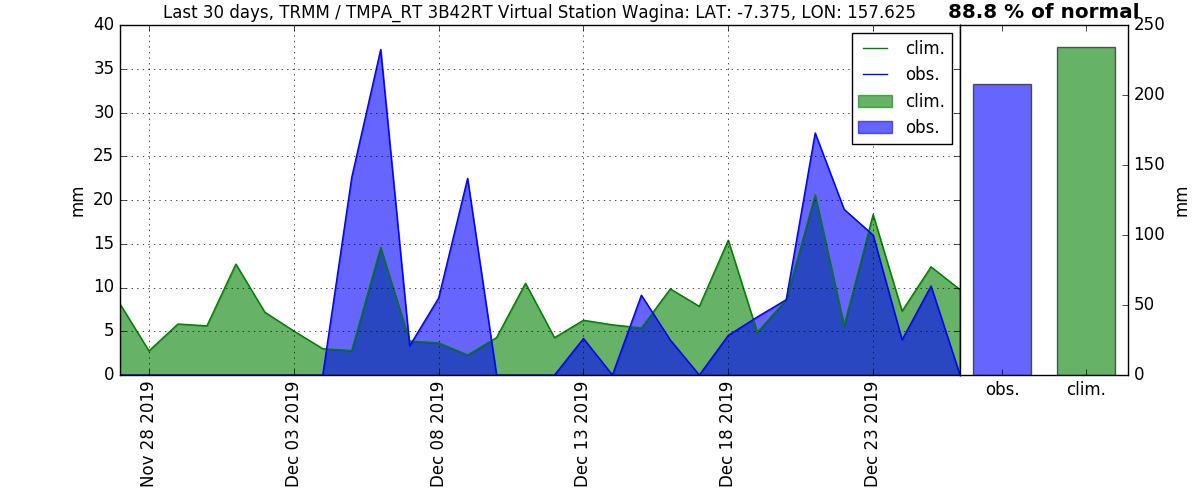 Last 30 days, TRMM / TMPA_RT 3B42RT Virtual Station Wagina: LAT: -7.375, LON: 157.625
88.8 % of normal
40
35
30
25
20
15
10
5
0
mm
clim.
obs.
clim.
obs.
250
200
150
100
50
0
mm
obs.
clim.
Nov 28 2019
Dec 03 2019
Dec 08 2019
Dec 13 2019
Dec 18 2019
Dec 23 2019